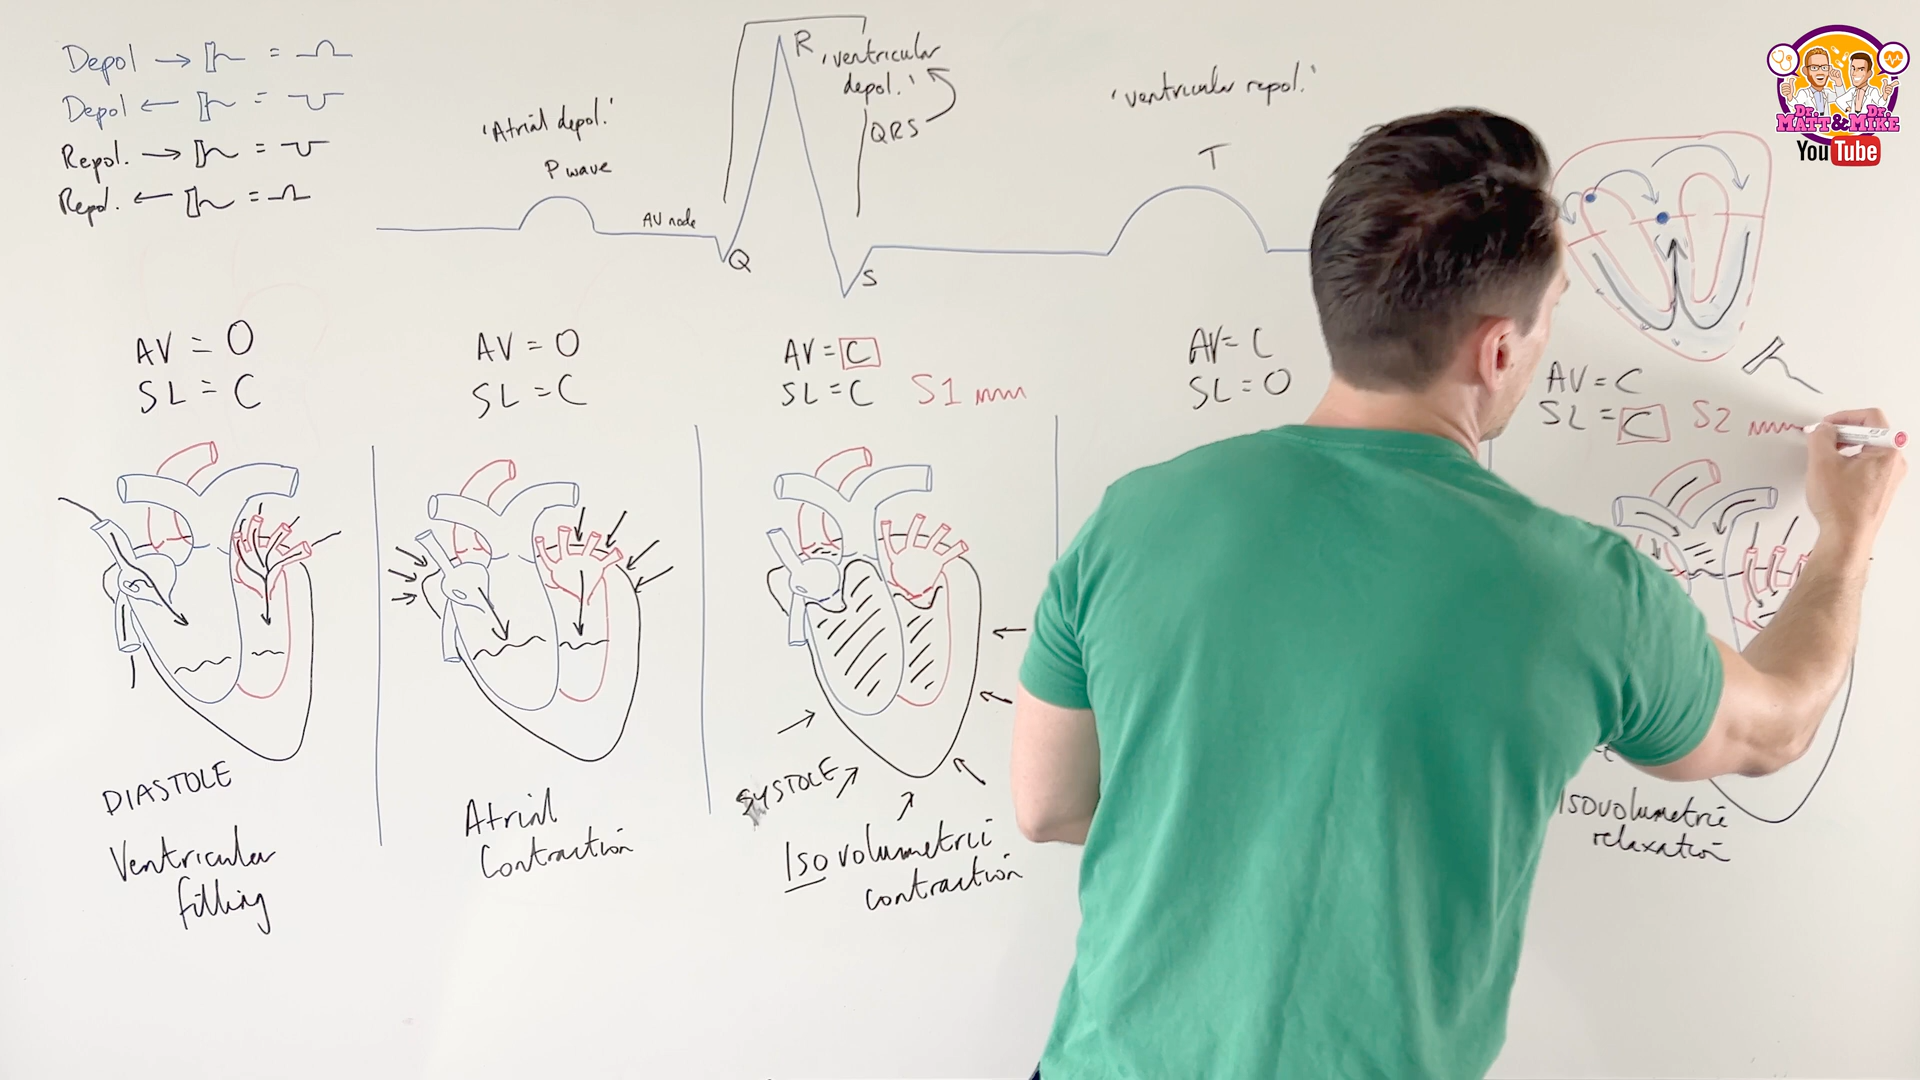 Depol →  =
Depol ←  =
Repol. →  =
Repol. ←  =
'Atrial depol.'
P wave
AV node
R
'ventricular
depol.'
QRS
Q
S
'ventricular repol.'
T
Dr. Dr.
MATT & MIKE
YouTube
AV = O
SL = C
AV = O
SL = C
AV = C
SL = C S1
AV = C
SL = O
AV = C
SL = C S2
DIASTOLE
Ventricular
filling
Atrial
Contraction
SYSTOLE
Isovolumetric
contraction
Isovolumetric
relaxation